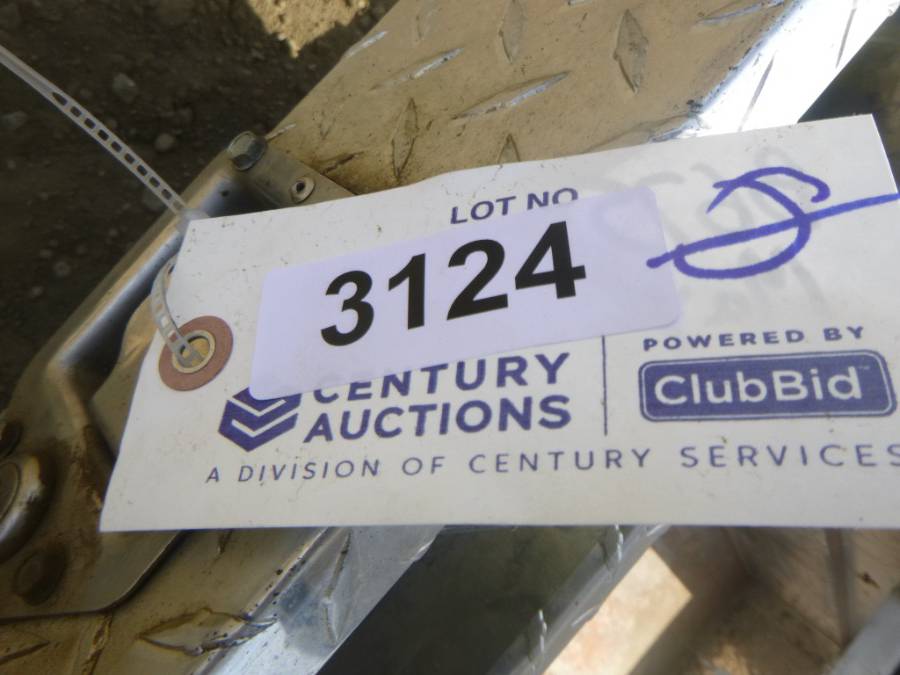 LOT NO
3124
CENTURY
AUCTIONS
A DIVISION OF CENTURY SERVICES
POWERED BY
ClubBid